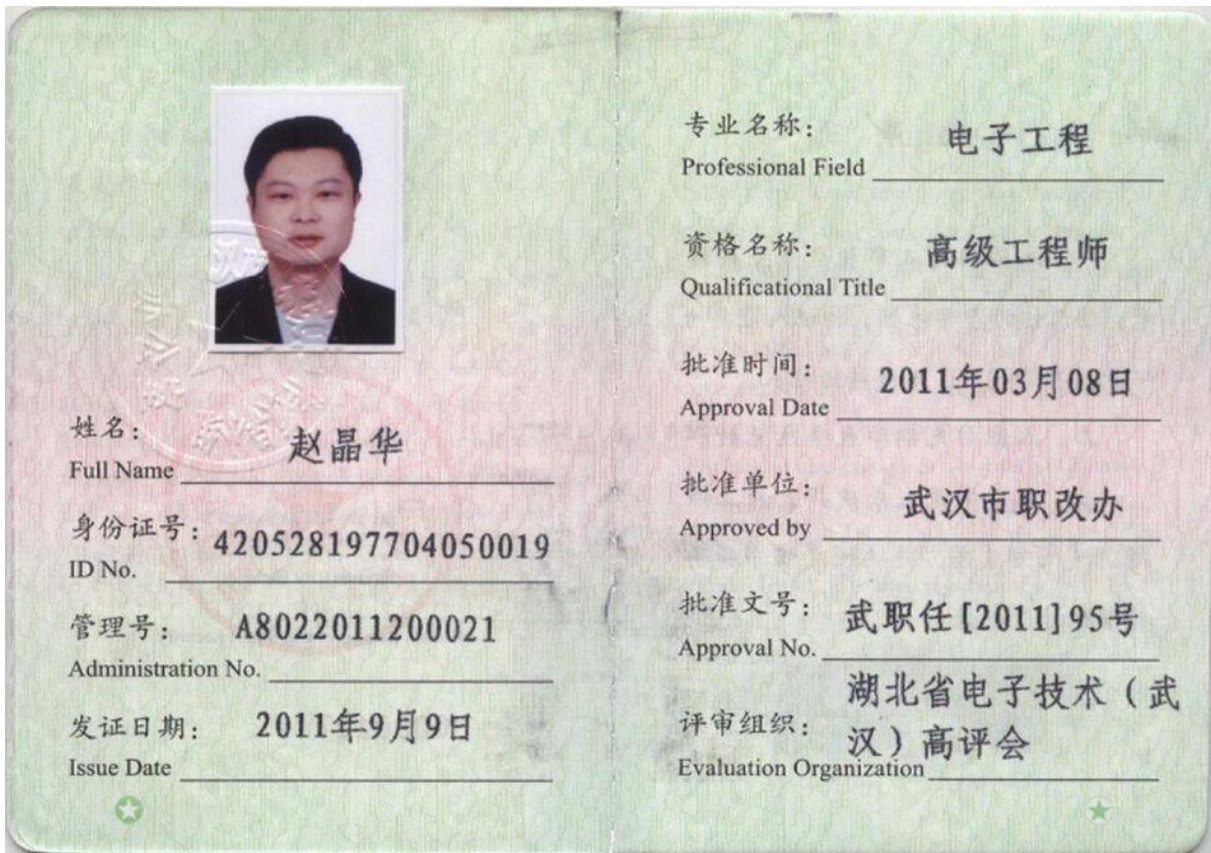 姓名：
赵晶华
Full Name
身份证号：
420528197704050019
ID No.
管理号：
A8022011200021
Administration No.
发证日期：
2011年9月9日
Issue Date
专业名称：
电子工程
Professional Field
资格名称：
高级工程师
Qualificational Title
批准时间：
2011年03月08日
Approval Date
批准单位：
武汉市职改办
Approved by
批准文号：
武职任[2011]95号
Approval No.
评审组织：
湖北省电子技术（武
汉）高评会
Evaluation Organization